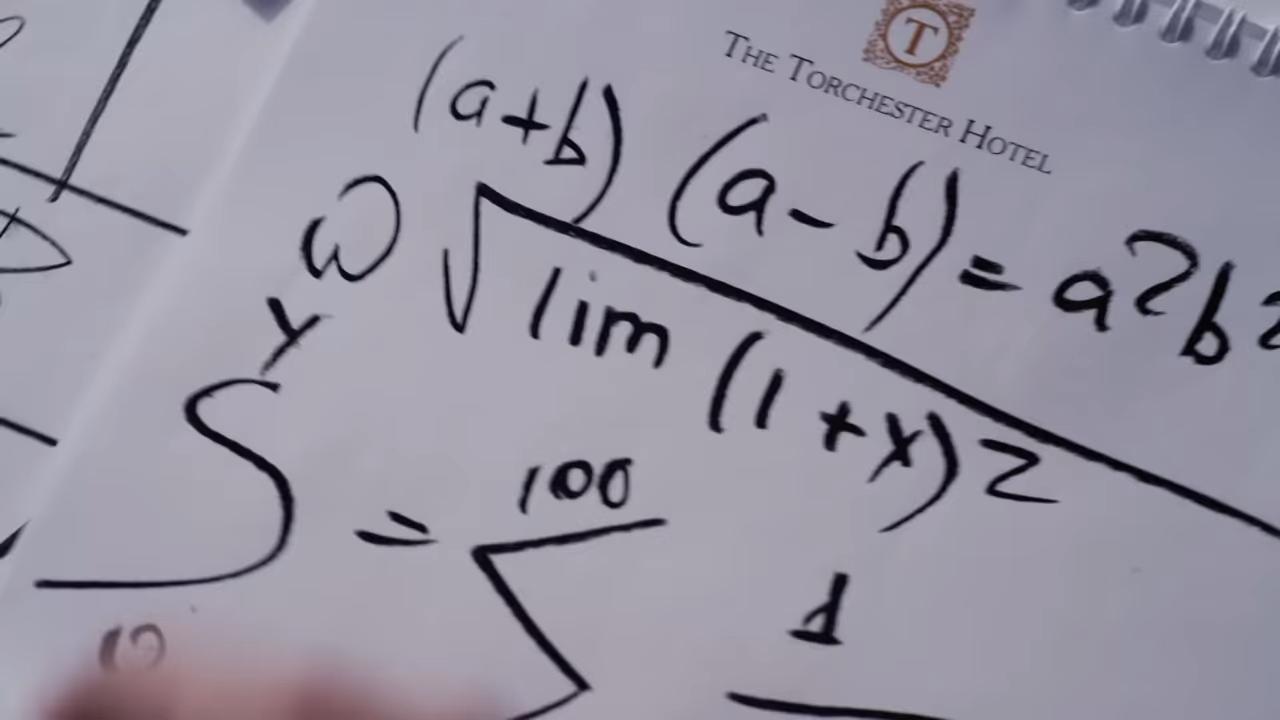 T
THE TORCHESTER HOTEL
(a+b) (a-b) = a2b2
ω √lim (1+x)2
y
S = Σ 100
1